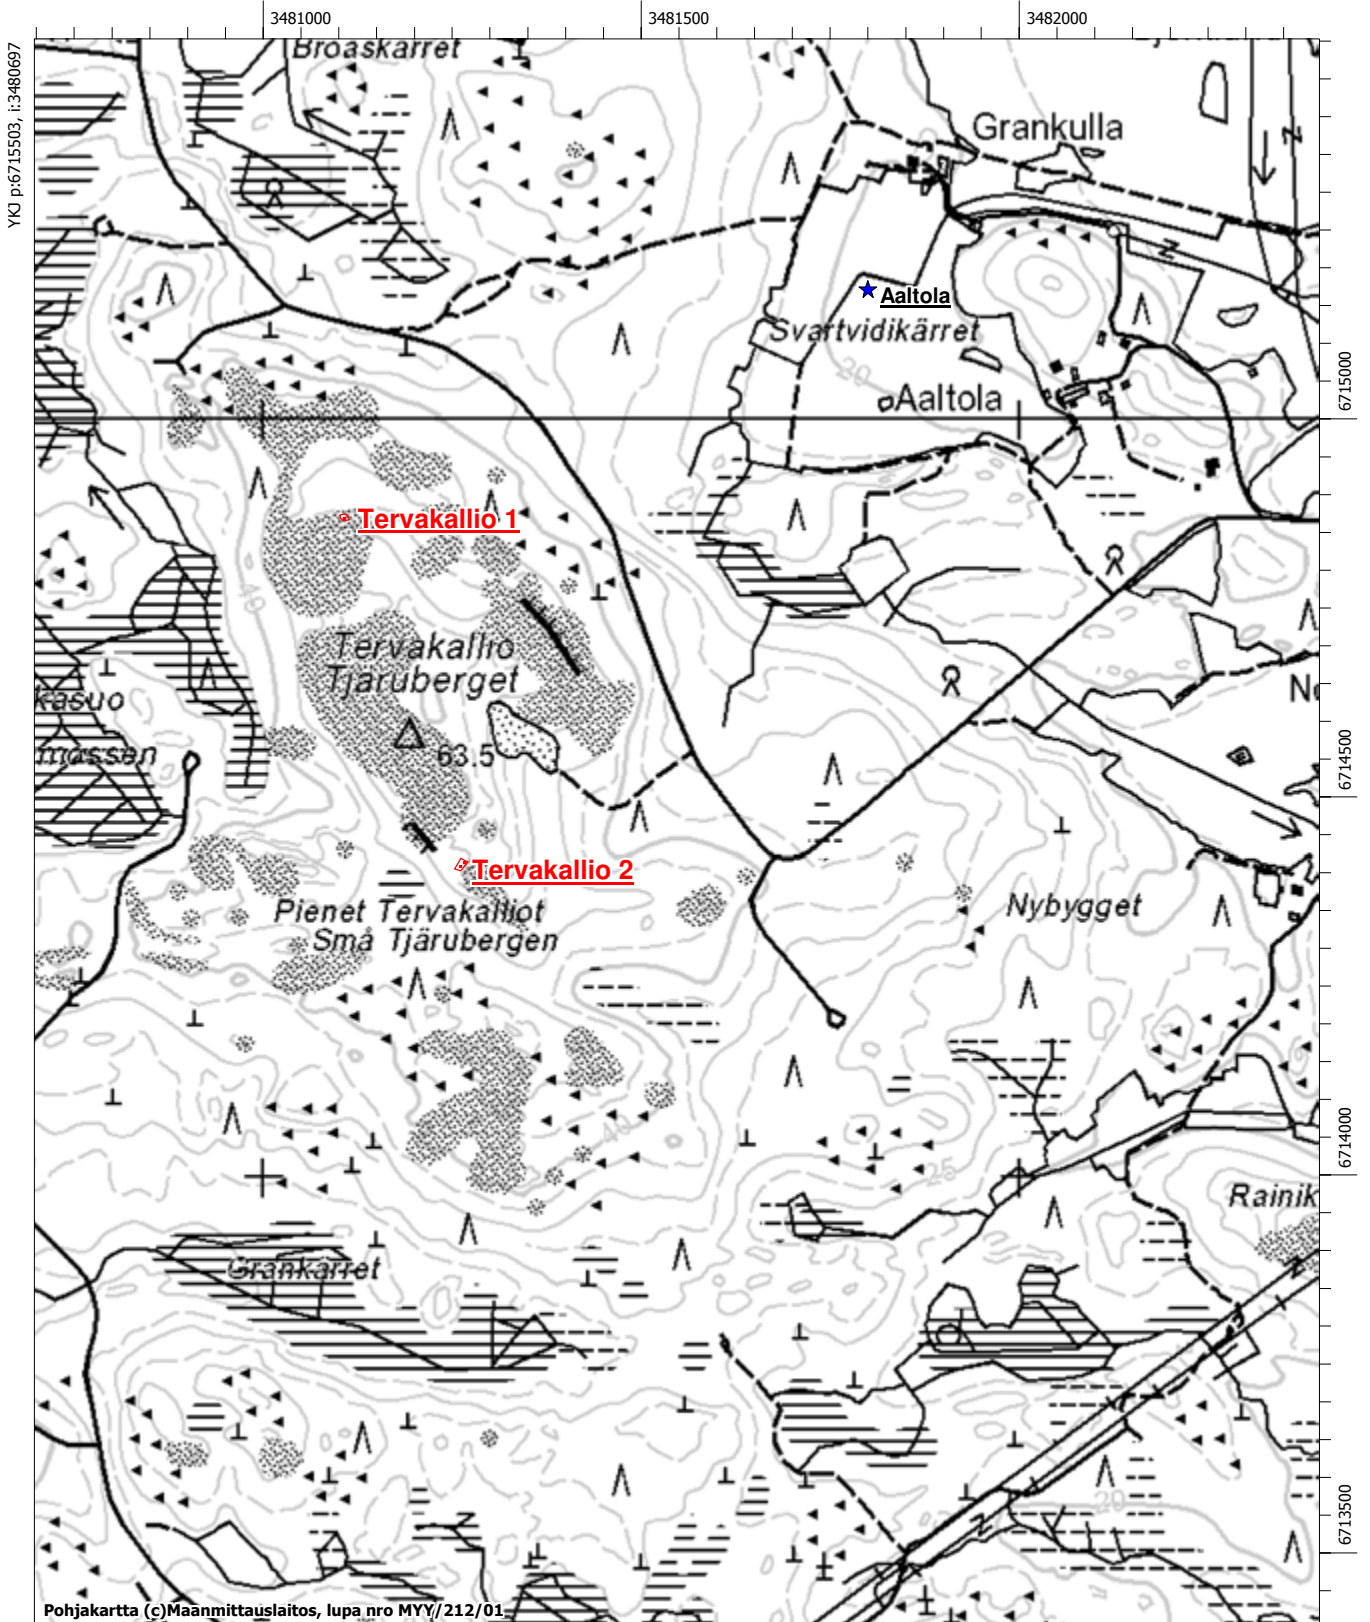 3481000
3481500
3482000
YKJ p:6715503, i:3480697
Broaskärret
Grankulla
Aaltola
Svartvidikärret
20
6715000
Aaltola
Tervakallio 1
40
Tervakallio
Tjäruberget
kasuo
mossen
63.5
6714500
Tervakallio 2
Pienet Tervakalliot
Små Tjärubergen
Nybygget
40
6714000
25
Rainik
Grankärret
20
6713500
Pohjakartta (c)Maanmittauslaitos, lupa nro MYY/212/01